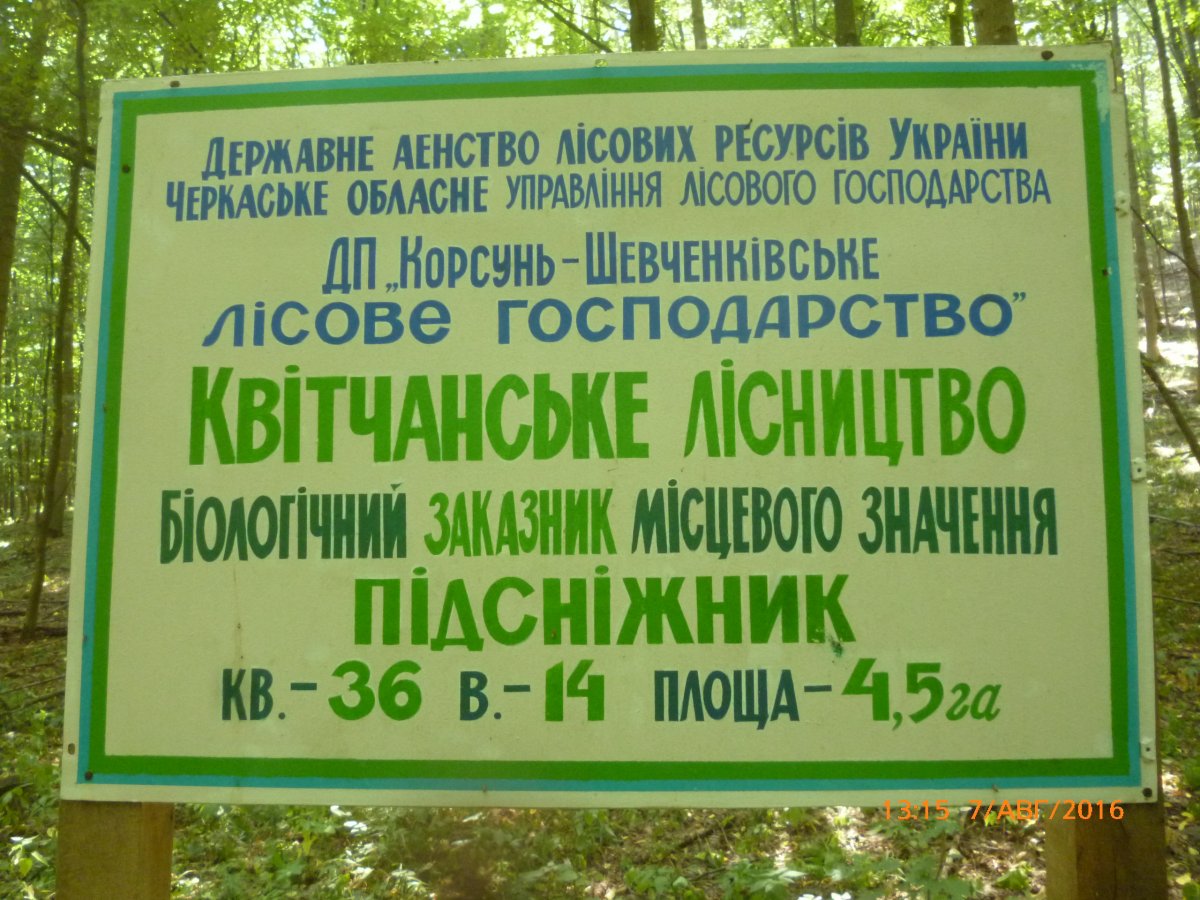 Державне аенство лісових ресурсів України
Черкаське обласне управління лісового господарства
ДП „Корсунь-Шевченківське
лісове господарство"
Квітчанське лісництво
Біологічний заказник місцевого значення
підсніжник
кв.-36 в.-14 площа-4,5га
13:15 7/АВГ/2016